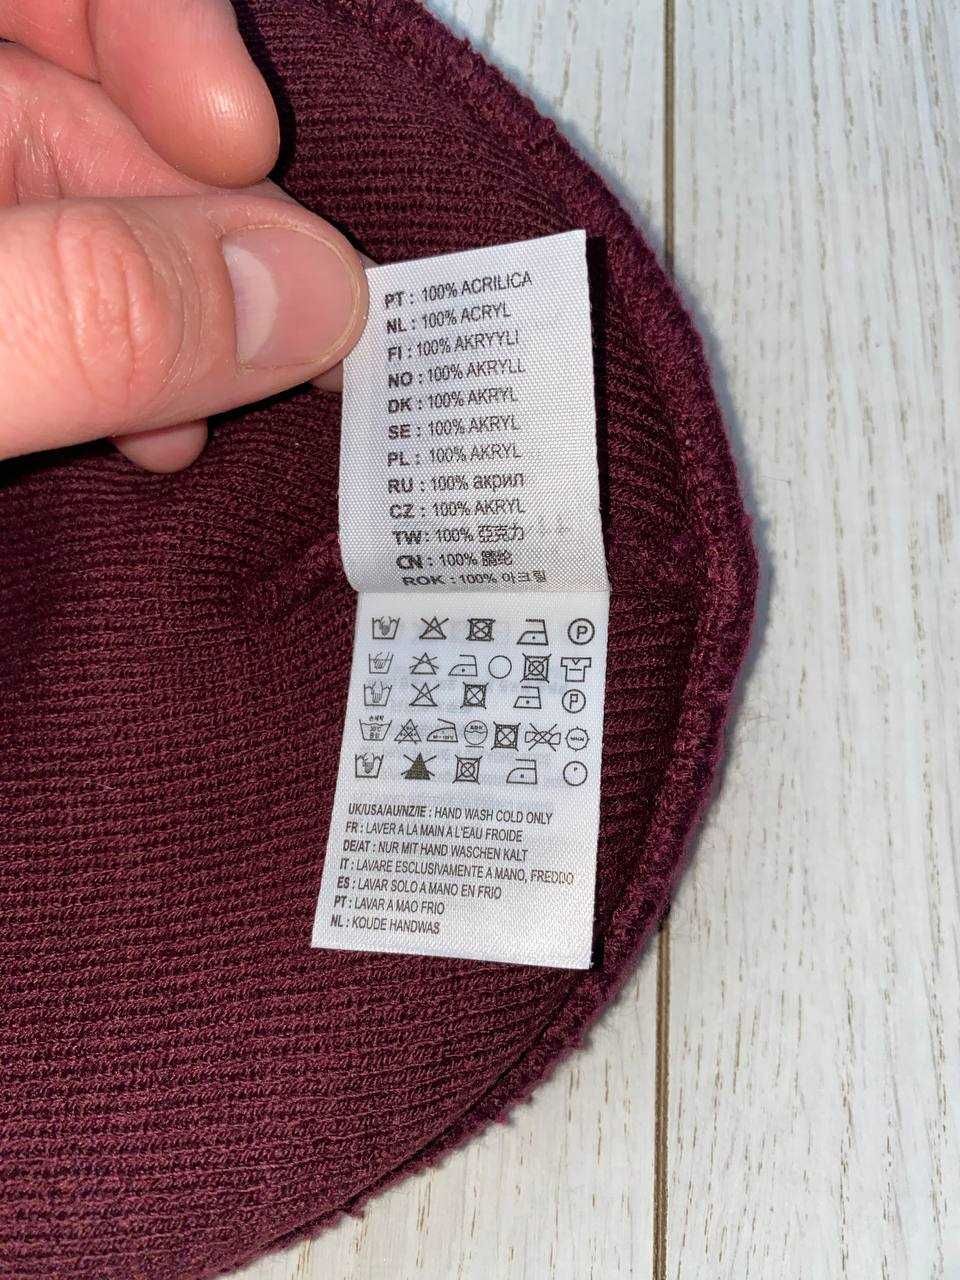 PT : 100% ACRILICA
NL : 100% ACRYL
FI : 100% AKRYYLI
NO : 100% AKRYLL
DK : 100% AKRYL
SE : 100% AKRYL
PL : 100% AKRYL
RU : 100% акрил
CZ : 100% AKRYL
TW: 100% 亞克力
CN : 100% 腈纶
ROK : 100% 아크릴
P
P
UK/USA/AU/NZ/IE : HAND WASH COLD ONLY
FR : LAVER A LA MAIN A L'EAU FROIDE
DE/AT : NUR MIT HAND WASCHEN KALT
IT : LAVARE ESCLUSIVAMENTE A MANO, FREDDO
ES : LAVAR SOLO A MANO EN FRIO
PT : LAVAR A MAO FRIO
NL : KOUDE HANDWAS